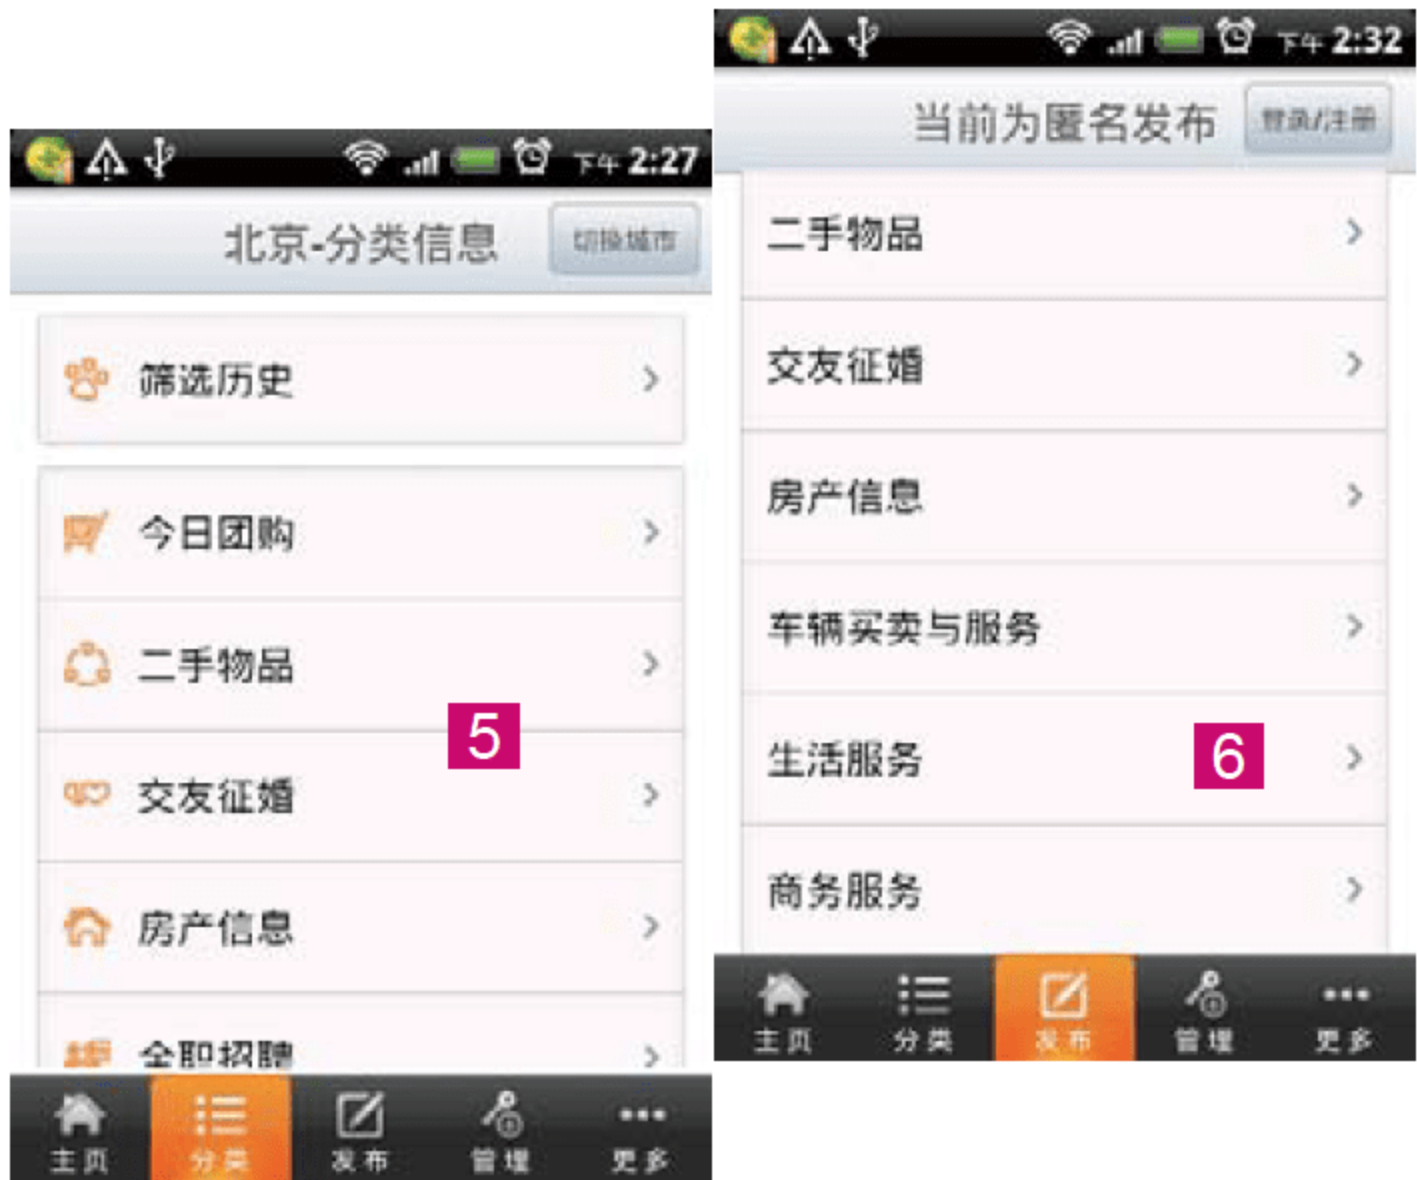 下午 2:27
北京-分类信息
切换城市
筛选历史
今日团购
二手物品
5
交友征婚
房产信息
全职招聘
主页
分类
发布
管理
更多
下午 2:32
当前为匿名发布
登录/注册
二手物品
交友征婚
房产信息
车辆买卖与服务
生活服务
6
商务服务
主页
分类
发布
管理
更多